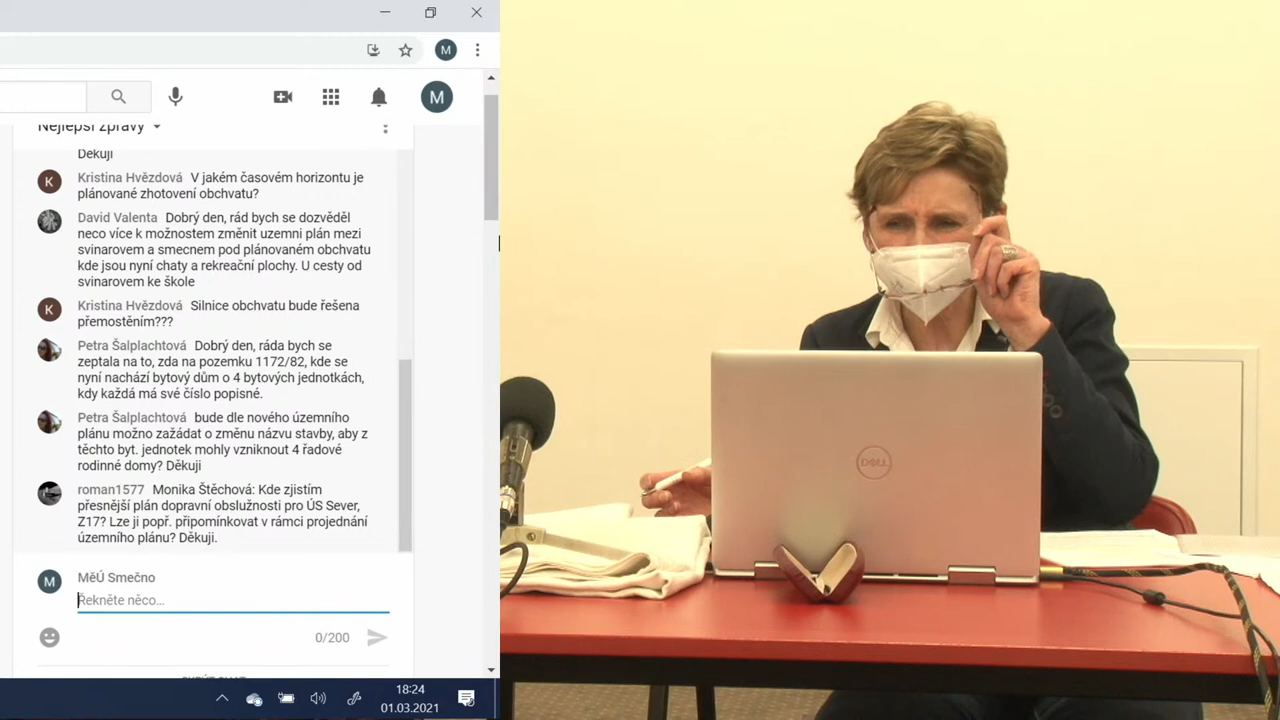 M
M
Nejlepší zprávy
Děkuji
K
Kristina Hvězdová V jakém časovém horizontu je
plánované zhotovení obchvatu?
David Valenta Dobrý den, rád bych se dozvěděl
neco více k možnostem změnit uzemni plán mezi
svinarovem a smecnem pod plánovaném obchvatu
kde jsou nyní chaty a rekreační plochy. U cesty od
svinarovem ke škole
K
Kristina Hvězdová Silnice obchvatu bude řešena
přemostěním???
Petra Šalplachtová Dobrý den, ráda bych se
zeptala na to, zda na pozemku 1172/82, kde se
nyní nachází bytový dům o 4 bytových jednotkách,
kdy každá má své číslo popisné.
Petra Šalplachtová bude dle nového územního
plánu možno zažádat o změnu názvu stavby, aby z
těchto byt. jednotek mohly vzniknout 4 řadové
rodinné domy? Děkuji
roman1577 Monika Štěchová: Kde zjistím
přesnější plán dopravní obslužnosti pro ÚS Sever,
Z17? Lze ji popř. připomínkovat v rámci projednání
územního plánu? Děkuji.
M
MěÚ Smečno
Řekněte něco...
0/200
18:24
01.03.2021
DELL